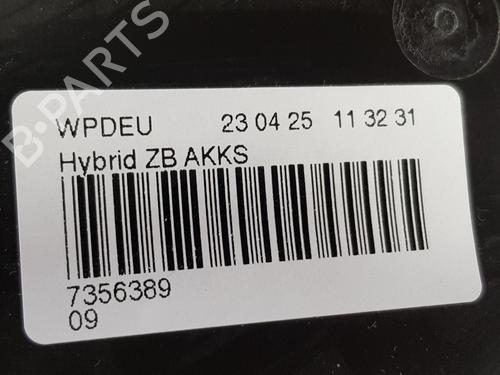 B-PARTS
WPDEU 23 04 25 11 32 31
Hybrid ZB AKKS
7356389
09